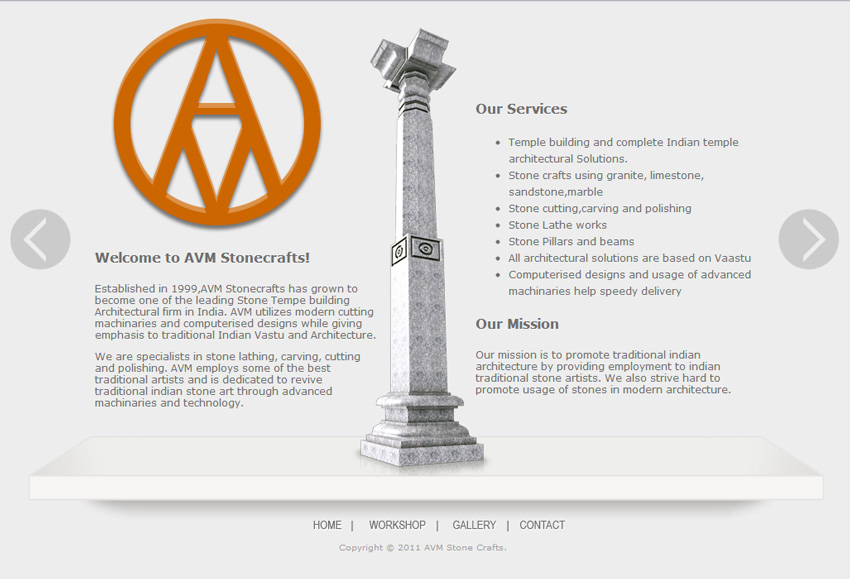 Welcome to AVM Stonecrafts!
Established in 1999,AVM Stonecrafts has grown to
become one of the leading Stone Tempe building
Architectural firm in India. AVM utilizes modern cutting
machinaries and computerised designs while giving
emphasis to traditional Indian Vastu and Architecture.
We are specialists in stone lathing, carving, cutting
and polishing. AVM employs some of the best
traditional artists and is dedicated to revive
traditional indian stone art through advanced
machinaries and technology.
Our Services
• Temple building and complete Indian temple
architectural Solutions.
• Stone crafts using granite, limestone,
sandstone,marble
• Stone cutting,carving and polishing
• Stone Lathe works
• Stone Pillars and beams
• All architectural solutions are based on Vaastu
• Computerised designs and usage of advanced
machinaries help speedy delivery
Our Mission
Our mission is to promote traditional indian
architecture by providing employment to indian
traditional stone artists. We also strive hard to
promote usage of stones in modern architecture.
HOME | WORKSHOP | GALLERY | CONTACT
Copyright © 2011 AVM Stone Crafts.